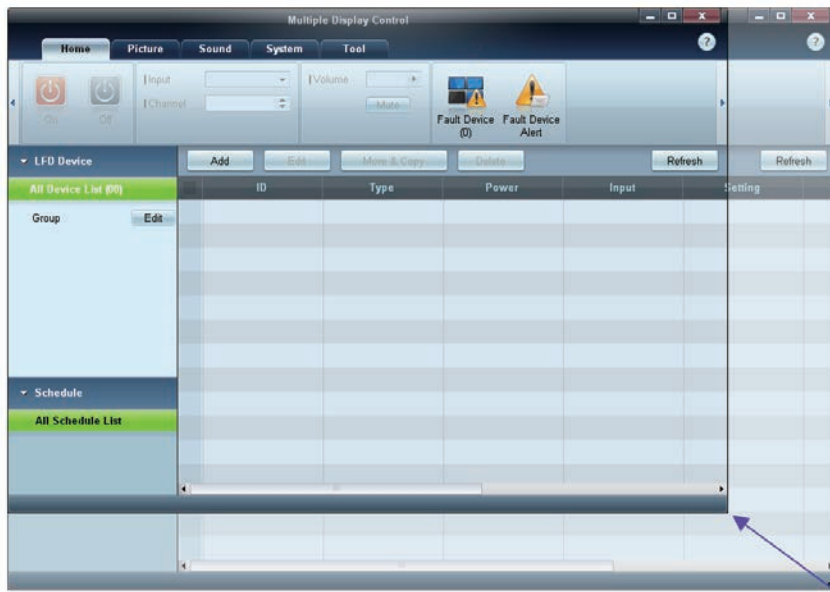 Multiple Display Control
Home Picture Sound System Tool
On Off Input Channel Volume Mute Fault Device (0) Fault Device Alert
LFD Device Add Edit Move & Copy Delete Refresh Refresh
All Device List (00) ID Type Power Input Setting
Group Edit
Schedule
All Schedule List